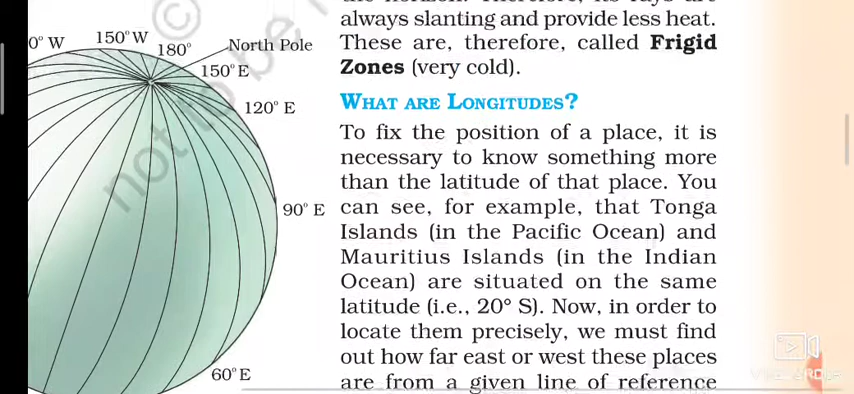 0° W
150° W
180°
North Pole
150° E
120° E
90° E
60° E
always slanting and provide less heat.
These are, therefore, called Frigid
Zones (very cold).
WHAT ARE LONGITUDES?
To fix the position of a place, it is
necessary to know something more
than the latitude of that place. You
can see, for example, that Tonga
Islands (in the Pacific Ocean) and
Mauritius Islands (in the Indian
Ocean) are situated on the same
latitude (i.e., 20° S). Now, in order to
locate them precisely, we must find
out how far east or west these places
are from a given line of reference
not to be
©